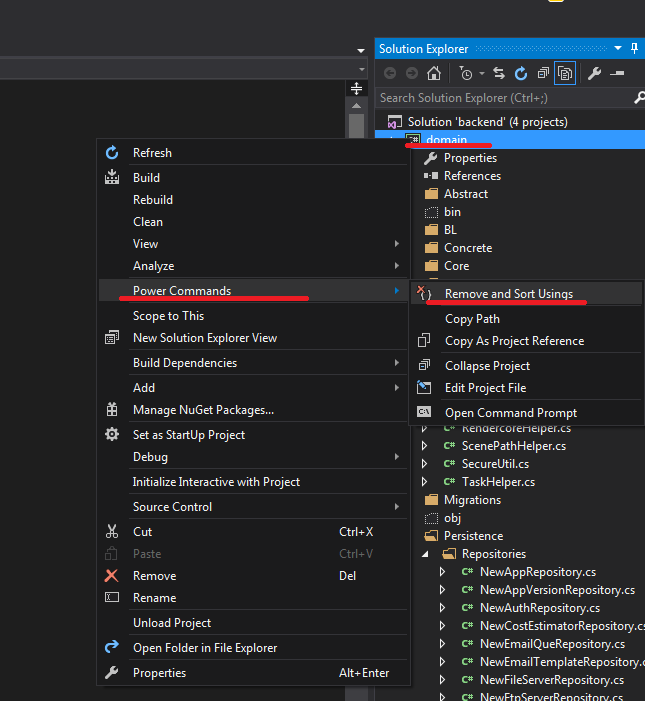 Solution Explorer
Search Solution Explorer (Ctrl+;)
Solution 'backend' (4 projects)
domain
Properties
References
Abstract
bin
BL
Concrete
Core
Refresh
Build
Rebuild
Clean
View
Analyze
Power Commands
Scope to This
New Solution Explorer View
Build Dependencies
Add
Manage NuGet Packages...
Set as StartUp Project
Debug
Initialize Interactive with Project
Source Control
Cut Ctrl+X
Paste Ctrl+V
Remove Del
Rename
Unload Project
Open Folder in File Explorer
Properties Alt+Enter
Remove and Sort Usings
Copy Path
Copy As Project Reference
Collapse Project
Edit Project File
Open Command Prompt
C# RendercoreHelper.cs
C# ScenePathHelper.cs
C# SecureUtil.cs
C# TaskHelper.cs
Migrations
obj
Persistence
Repositories
C# NewAppRepository.cs
C# NewAppVersionRepository.cs
C# NewAuthRepository.cs
C# NewCostEstimatorRepository.cs
C# NewEmailQueRepository.cs
C# NewEmailTemplateRepository.c
C# NewFileServerRepository.cs
C# NewFtpServerRepository.cs